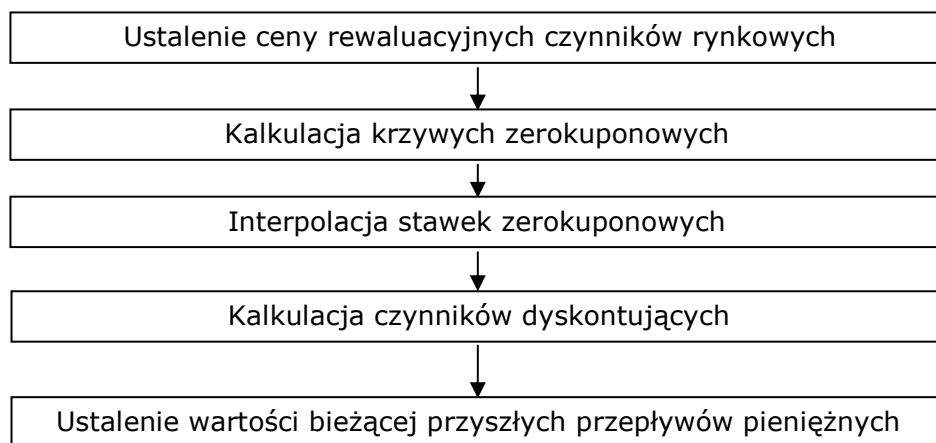 Ustalenie ceny rewaluacyjnych czynników rynkowych
Kalkulacja krzywych zerokuponowych
Interpolacja stawek zerokuponowych
Kalkulacja czynników dyskontujących
Ustalenie wartości bieżącej przyszłych przepływów pieniężnych